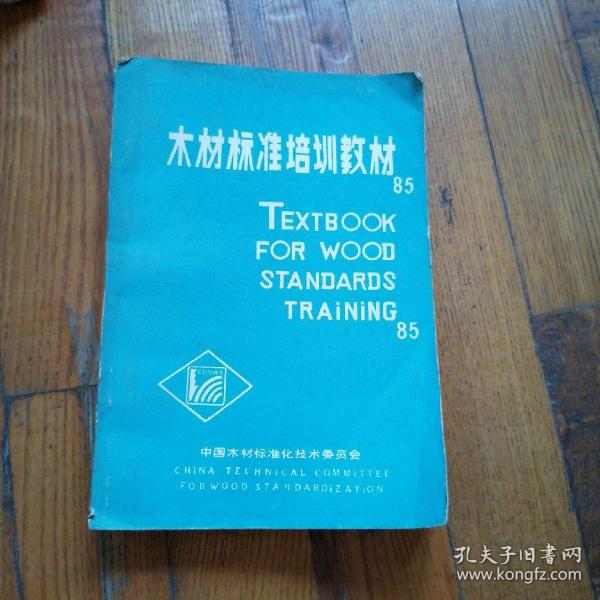 木材标准培训教材
85
TEXTBOOK
FOR WOOD
STANDARDS
TRAiNiNG
85
中国木材标准化技术委员会
CHINA TECHNICAL COMMITTEE
FOR WOOD STANDARDIZATION
孔夫子旧书网
www.kongfz.com